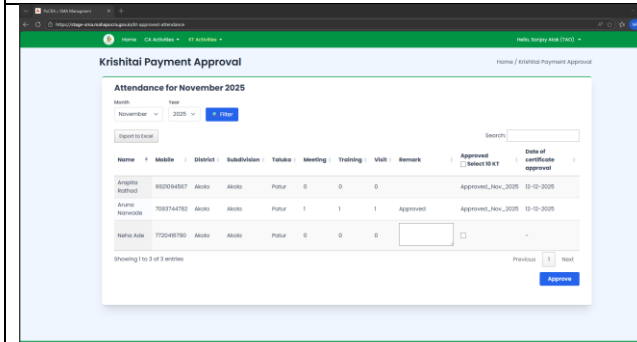 PoCRA : SMA Managment
https://stage-sma.mahapocra.gov.in/kt-approved-attendance
Home CA Activities KT Activities Hello, Sanjay Atak (TAO)
Krishitai Payment Approval
Home / Krishitai Payment Approval
Attendance for November 2025
Month Year
November 2025 Filter
Export to Excel Search:
Name Mobile District Subdivision Taluka Meeting Training Visit Remark Approved Select 10 KT Date of certificate approval
Arapita Rathod 9921094567 Akola Akola Patur 0 0 0 Approved_Nov_2025 12-12-2025
Aruna Narwade 7083744782 Akola Akola Patur 1 1 1 Approved Approved_Nov_2025 12-12-2025
Neha Ade 7720416790 Akola Akola Patur 0 0 0 -
Showing 1 to 3 of 3 entries Previous 1 Next
Approve